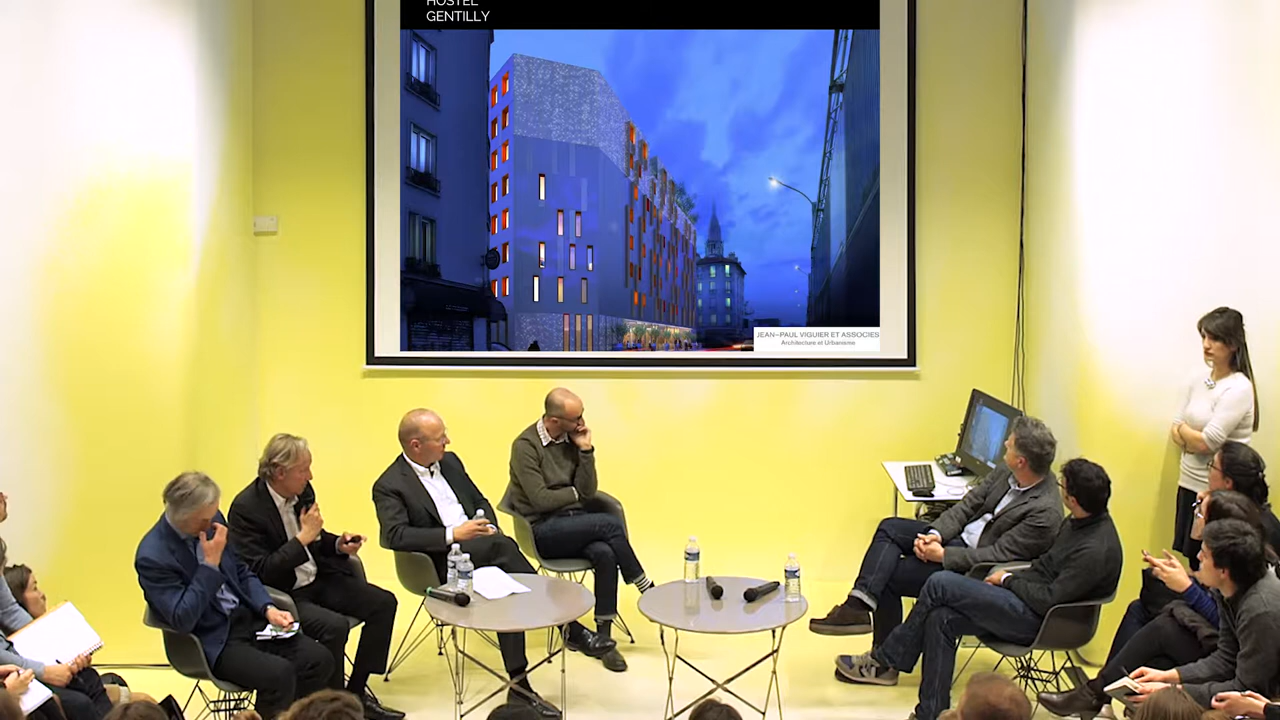 HOSTEL
GENTILLY
JEAN-PAUL VIGUIER ET ASSOCIES
Architecture et Urbanisme